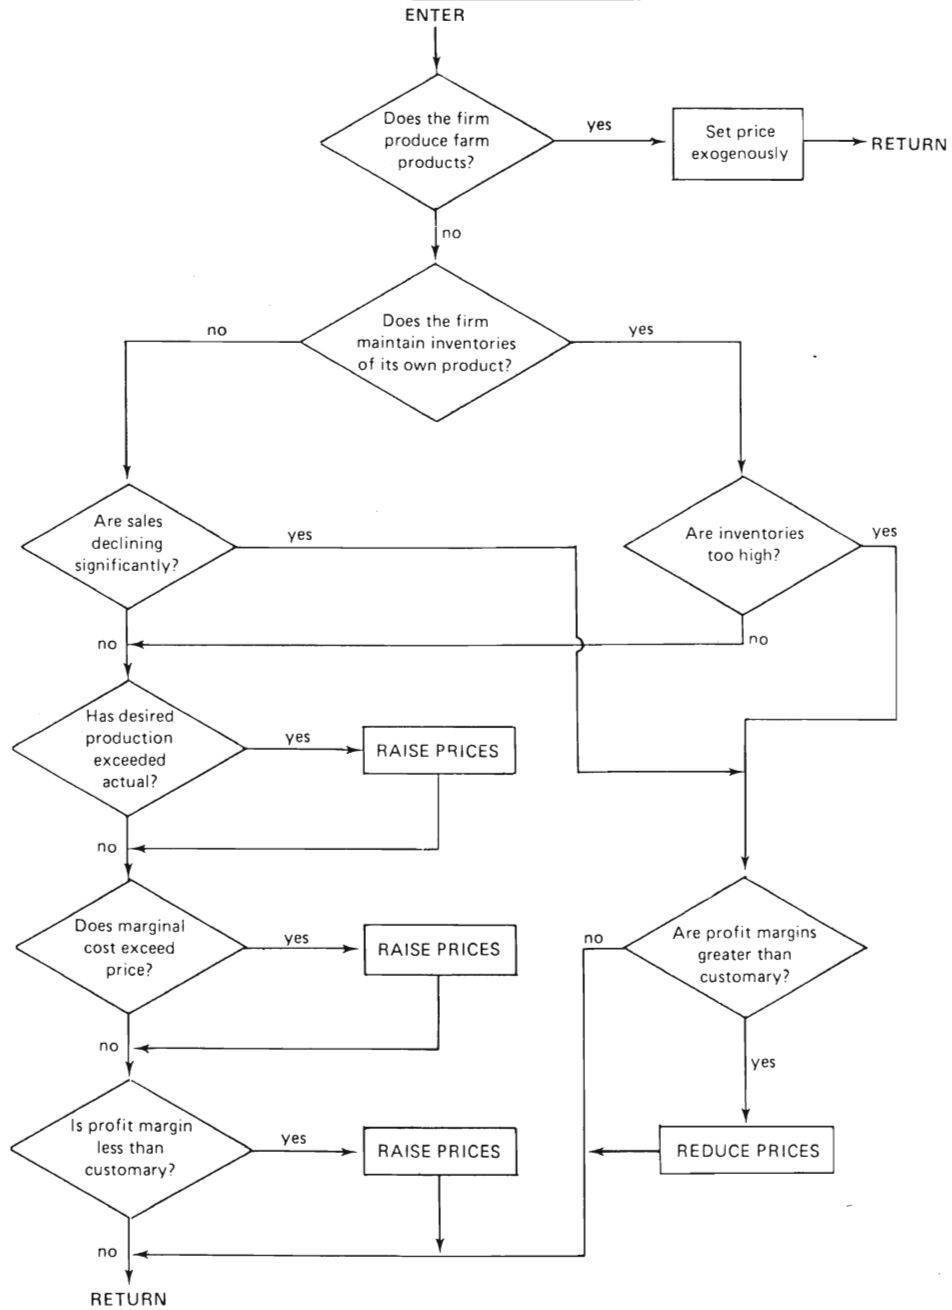 ENTER
Does the firm
produce farm
products?
yes
Set price
exogenously
RETURN
no
Does the firm
maintain inventories
of its own product?
no
yes
Are sales
declining
significantly?
yes
Are inventories
too high?
yes
no
no
Has desired
production
exceeded
actual?
yes
RAISE PRICES
no
Does marginal
cost exceed
price?
yes
RAISE PRICES
no
Are profit margins
greater than
customary?
no
yes
Is profit margin
less than
customary?
yes
RAISE PRICES
REDUCE PRICES
no
RETURN